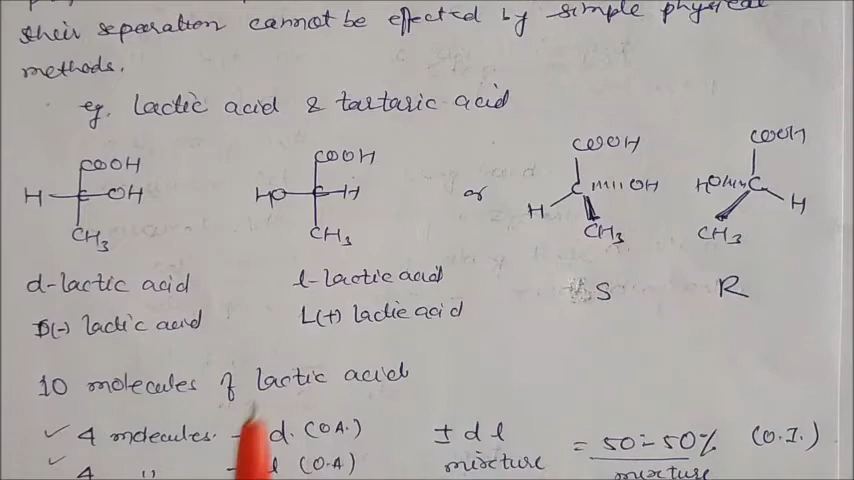 their separation cannot be effected by simple physical
methods.
eg. lactic acid & tartaric acid
COOH COOH COOH COOH
H C OH HO C H or C OH HO C
H H
CH3 CH3 CH3 CH3
d-lactic acid l-lactic acid S R
D(-) lactic acid L(+) lactic acid
10 molecules of lactic acid
✓ 4 molecules - d. (O.A.) ± d l = 50-50% (O.I.)
✓ 4 " l (O.A) mixture mixture